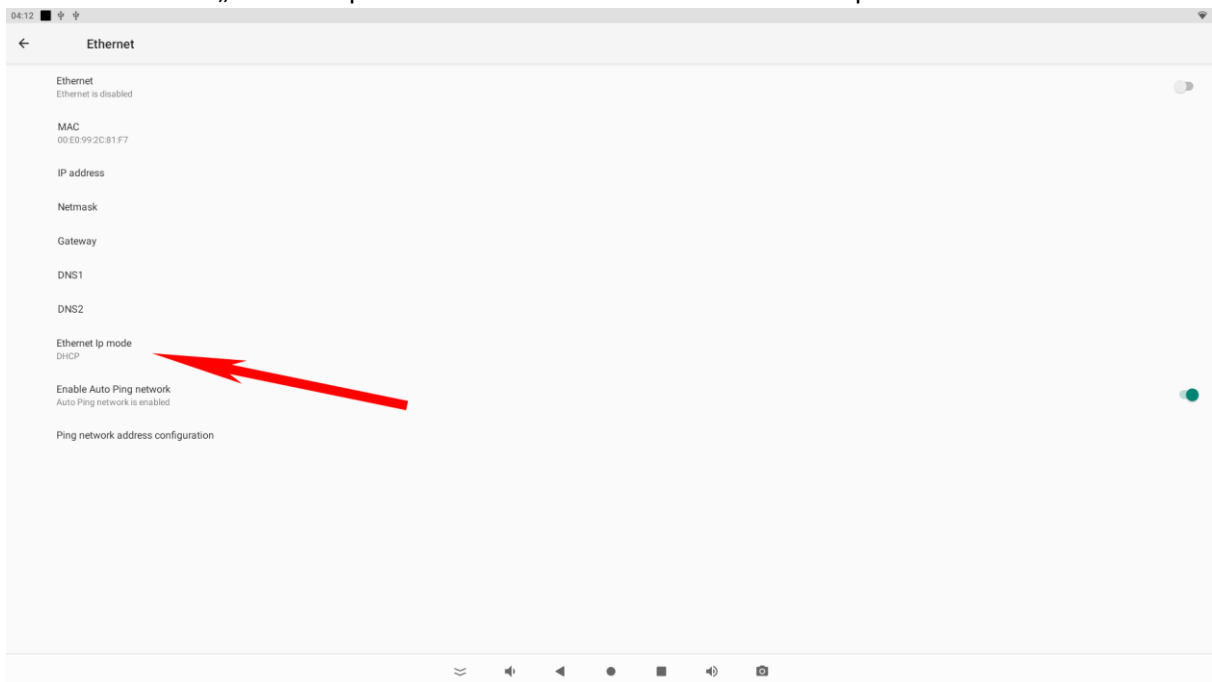 04:12
Ethernet
Ethernet
Ethernet is disabled
MAC
00:E0:99:2C:81:F7
IP address
Netmask
Gateway
DNS1
DNS2
Ethernet Ip mode
DHCP
Enable Auto Ping network
Auto Ping network is enabled
Ping network address configuration